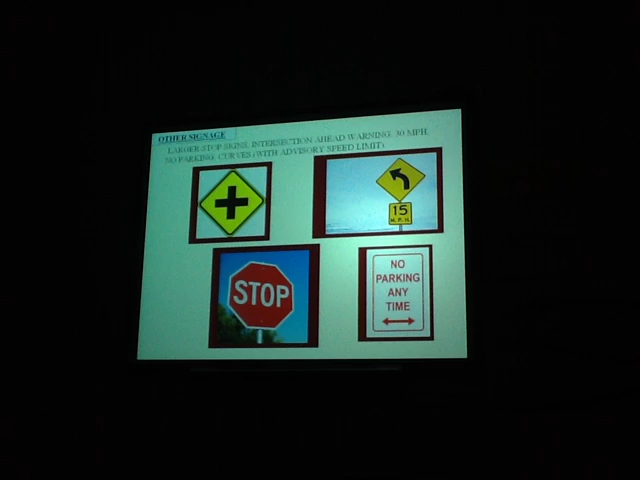 OTHER SIGNAGE
LARGER STOP SIGNS, INTERSECTION AHEAD WARNING, 30 MPH,
NO PARKING, CURVES (WITH ADVISORY SPEED LIMIT)
15
M.P.H.
STOP
NO
PARKING
ANY
TIME